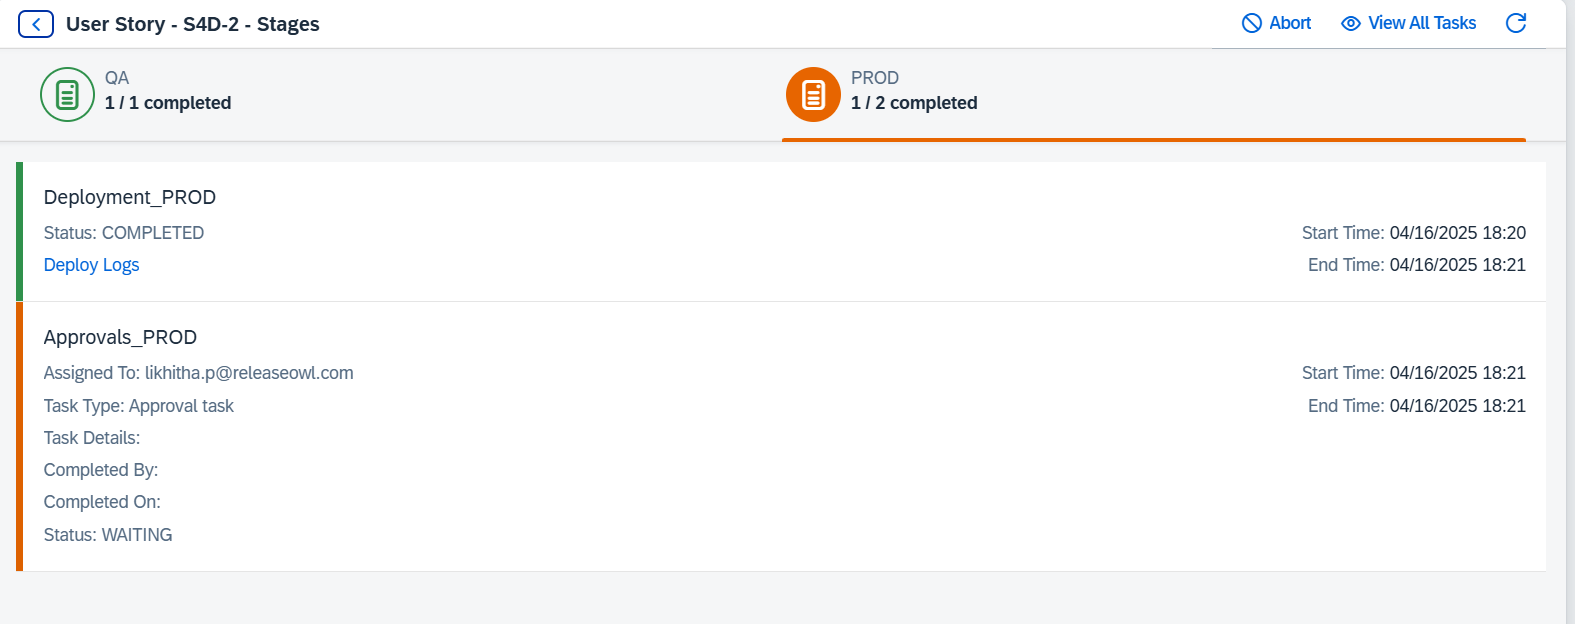 User Story - S4D-2 - Stages
Abort
View All Tasks
QA
1 / 1 completed
PROD
1 / 2 completed
Deployment_PROD
Status: COMPLETED
Start Time: 04/16/2025 18:20
Deploy Logs
End Time: 04/16/2025 18:21
Approvals_PROD
Assigned To: likhitha.p@releaseowl.com
Start Time: 04/16/2025 18:21
Task Type: Approval task
End Time: 04/16/2025 18:21
Task Details:
Completed By:
Completed On:
Status: WAITING